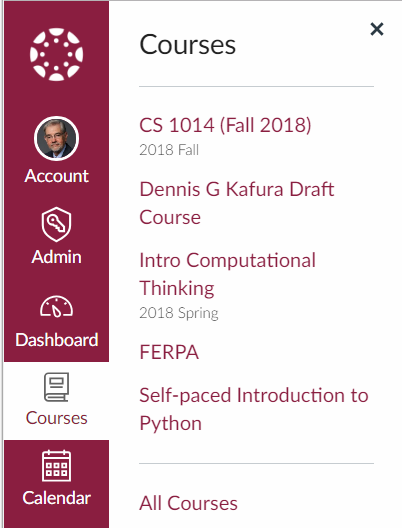 Account
Admin
Dashboard
Courses
Calendar
Courses
CS 1014 (Fall 2018)
2018 Fall
Dennis G Kafura Draft
Course
Intro Computational
Thinking
2018 Spring
FERPA
Self-paced Introduction to
Python
All Courses